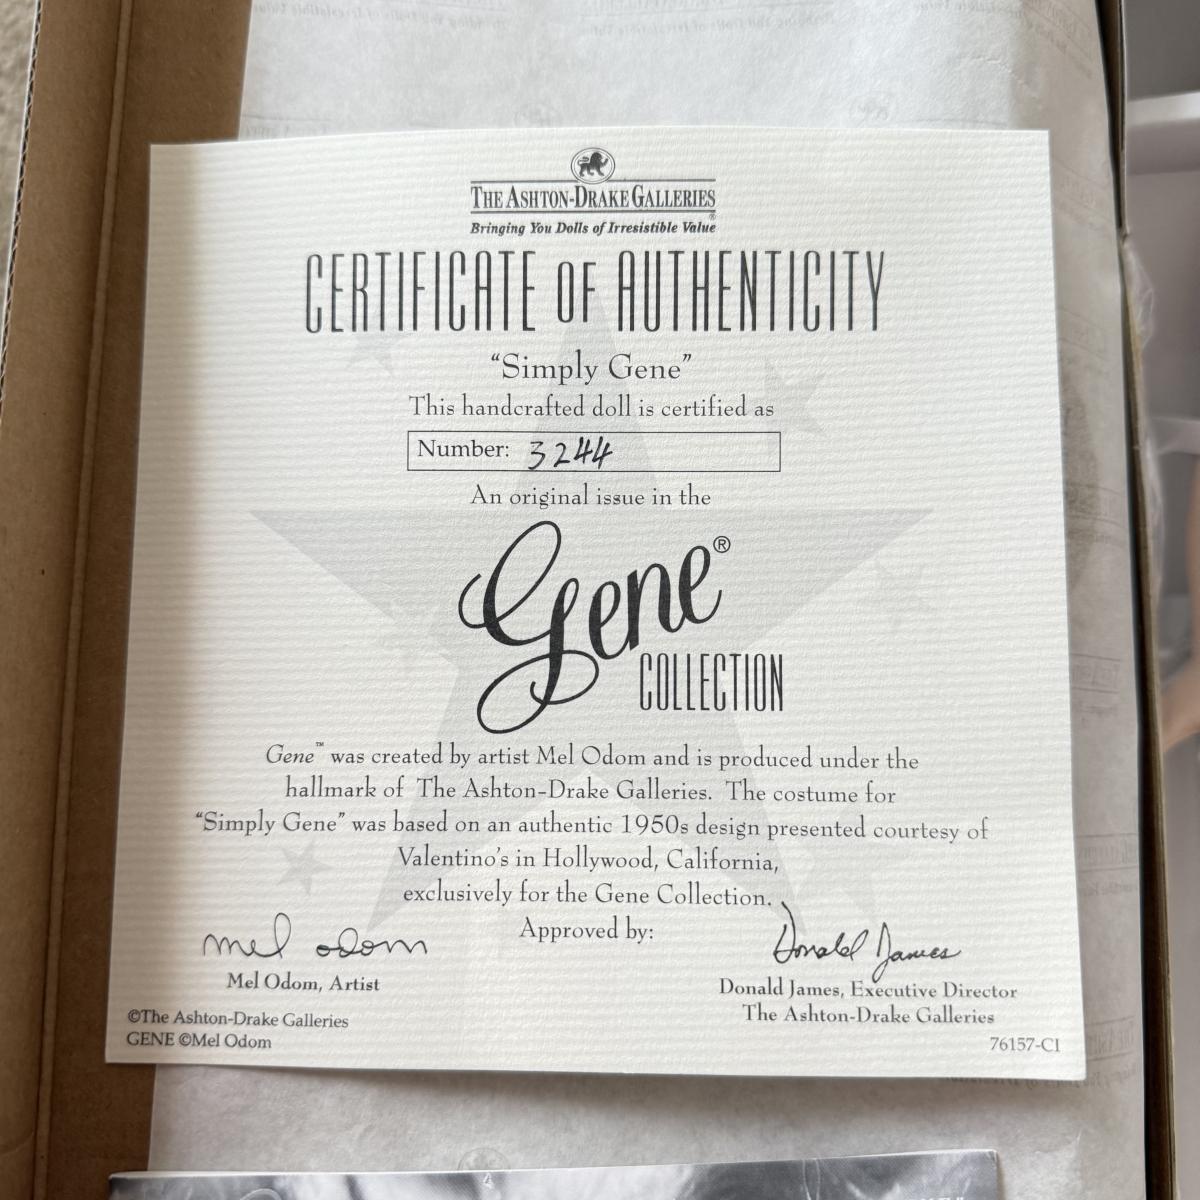 THE ASHTON-DRAKE GALLERIES
Bringing You Dolls of Irresistible Value®
CERTIFICATE OF AUTHENTICITY
“Simply Gene”
This handcrafted doll is certified as
Number: 3244
An original issue in the
Gene®
COLLECTION
Gene™ was created by artist Mel Odom and is produced under the
hallmark of The Ashton-Drake Galleries. The costume for
“Simply Gene” was based on an authentic 1950s design presented courtesy of
Valentino's in Hollywood, California,
exclusively for the Gene Collection.
Approved by:
mel odom
Donald James
Mel Odom, Artist
Donald James, Executive Director
The Ashton-Drake Galleries
©The Ashton-Drake Galleries
GENE ©Mel Odom
76157-CI